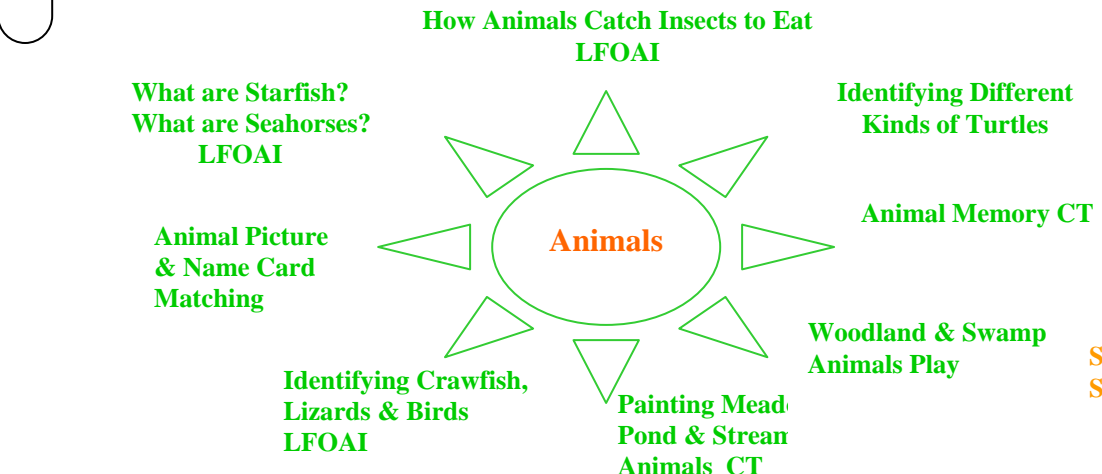 How Animals Catch Insects to Eat
LFOAI
What are Starfish?
What are Seahorses?
LFOAI
Identifying Different
Kinds of Turtles
Animal Memory CT
Animals
Animal Picture
& Name Card
Matching
Woodland & Swamp
Animals Play
Identifying Crawfish,
Lizards & Birds
LFOAI
Painting
Pond & Stream
Animals CT
S
S